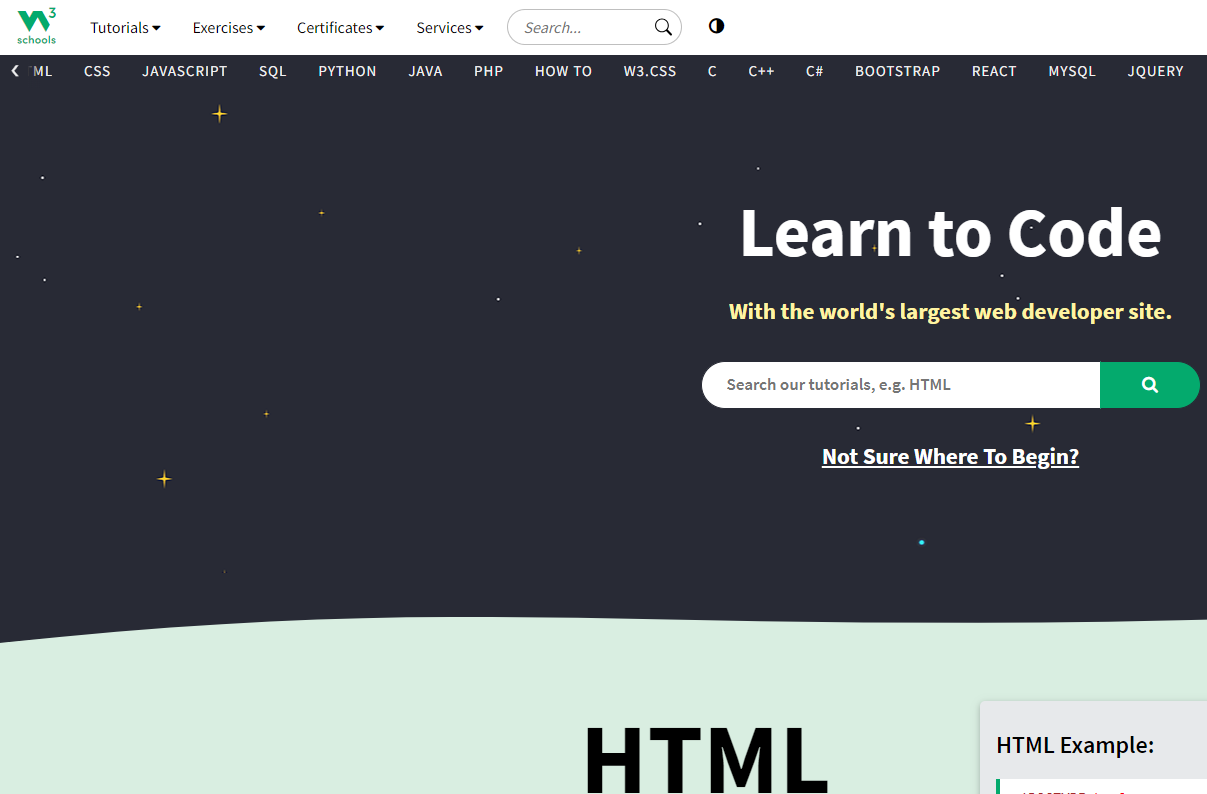 W3 schools
Tutorials Exercises Certificates Services Search...
ML CSS JAVASCRIPT SQL PYTHON JAVA PHP HOW TO W3.CSS C C++ C# BOOTSTRAP REACT MYSQL JQUERY
Learn to Code
With the world's largest web developer site.
Search our tutorials, e.g. HTML
Not Sure Where To Begin?
HTML
HTML Example: